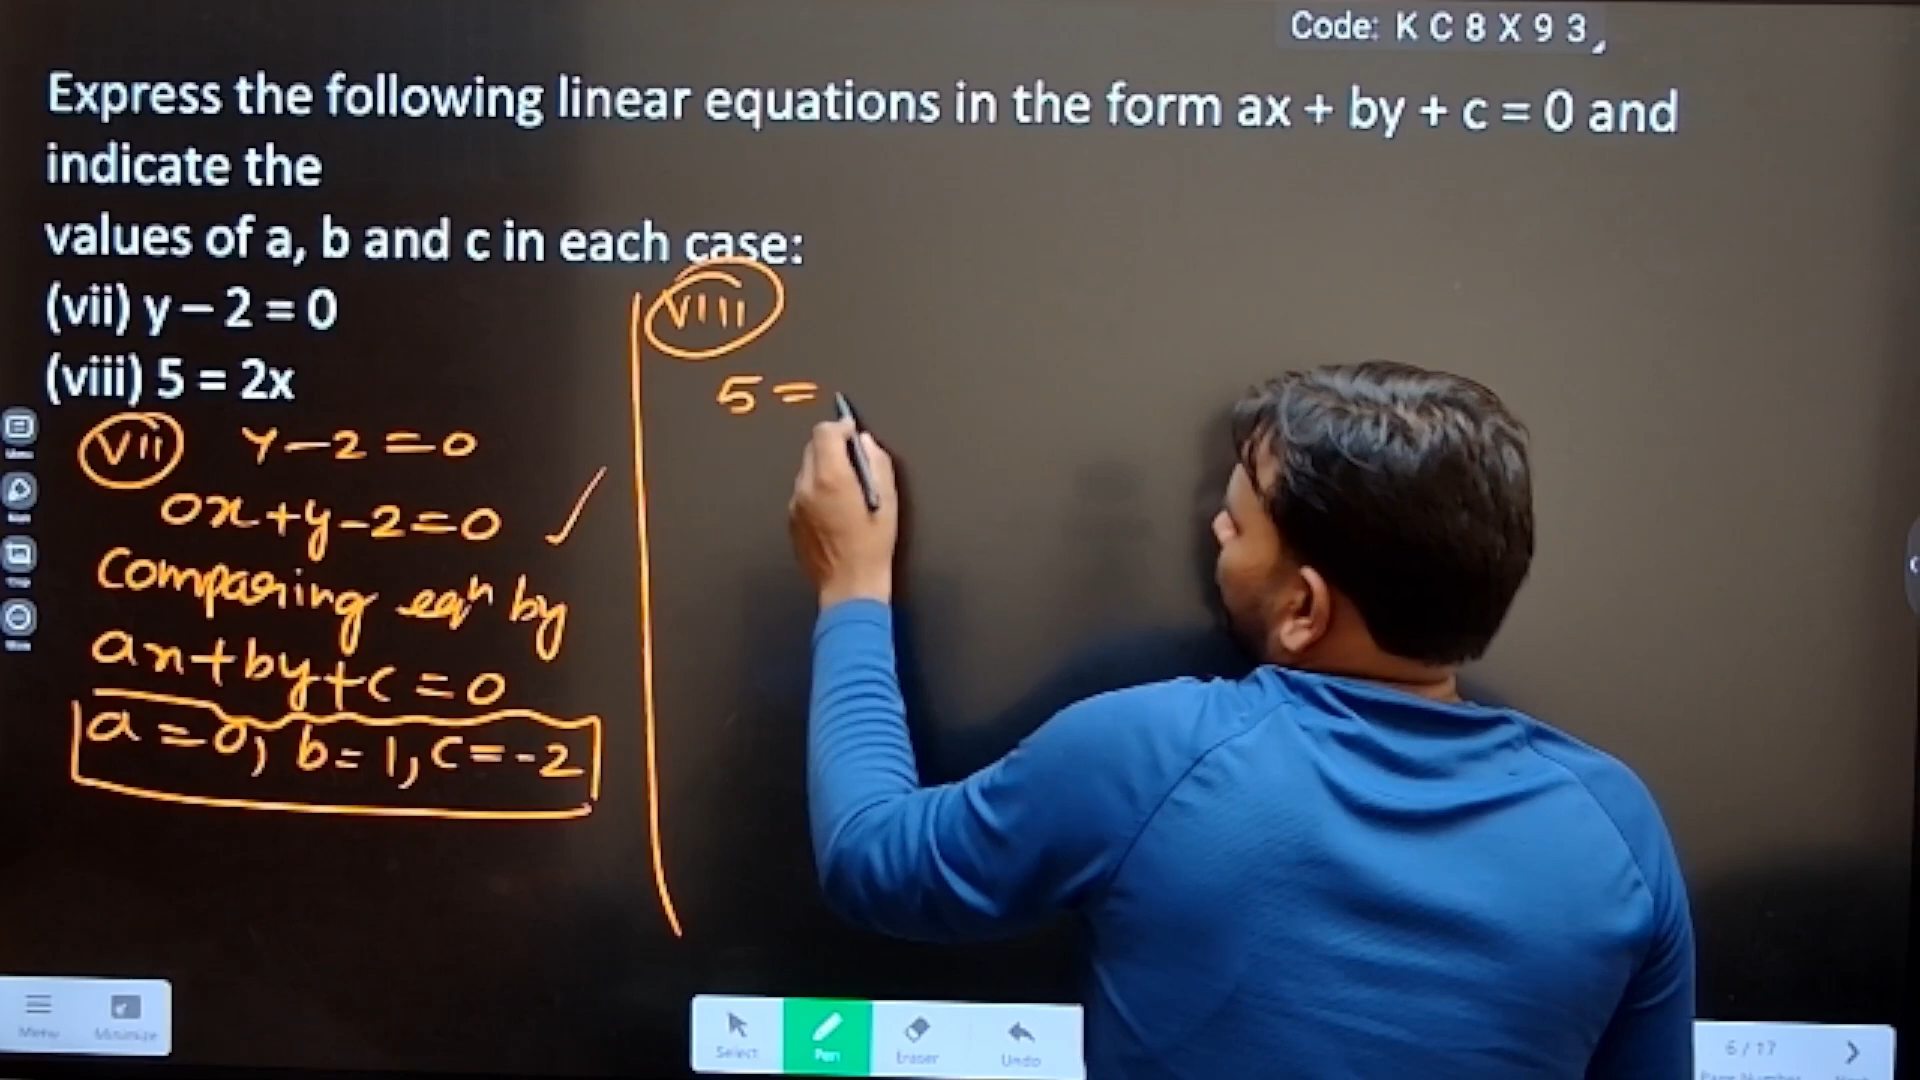 Code: K C 8 X 9 3
Express the following linear equations in the form ax + by + c = 0 and
indicate the
values of a, b and c in each case:
(vii) y – 2 = 0
(viii) 5 = 2x
vii y – 2 = 0
0x + y – 2 = 0 ✓
Comparing eqⁿ by
ax + by + c = 0
a = 0, b = 1, c = -2
viii
5 =
Menu Minimize
Select Pen Eraser Undo
6 / 17
Page Number